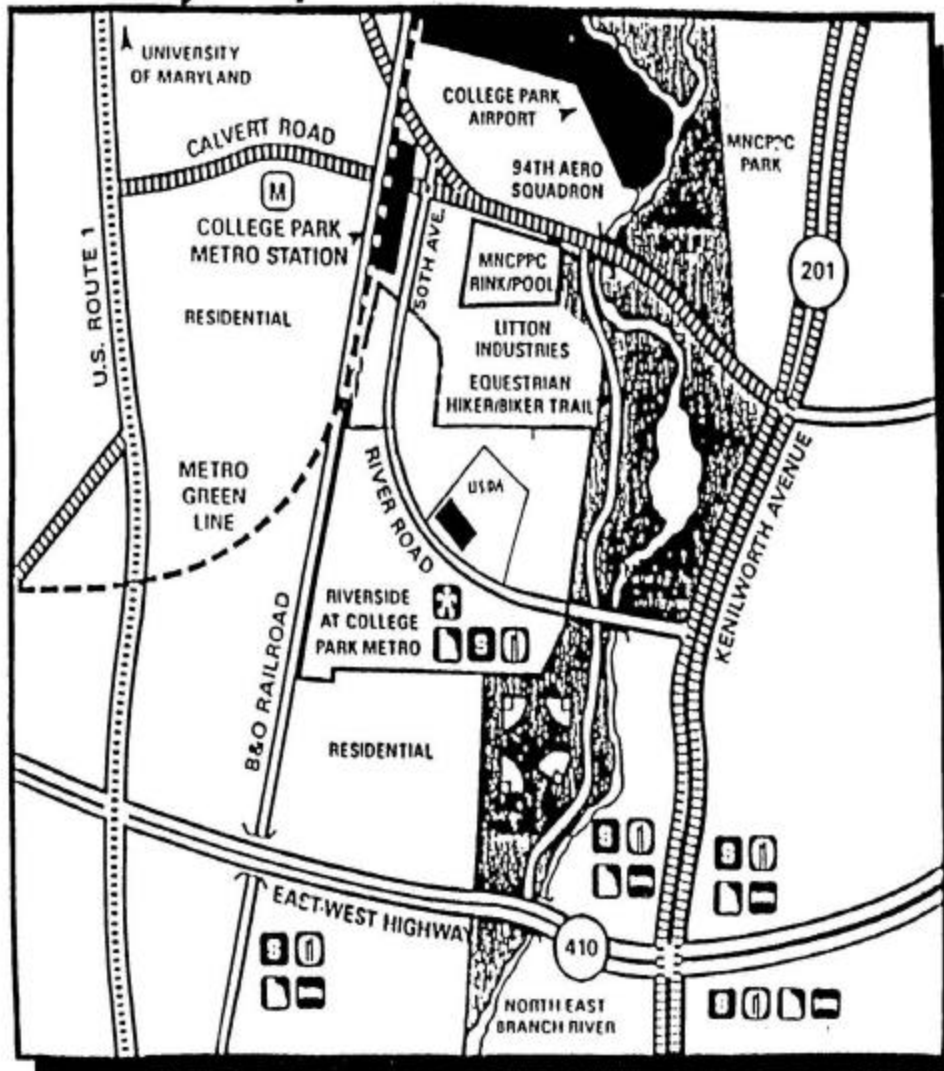 UNIVERSITY
OF MARYLAND
COLLEGE PARK
AIRPORT
CALVERT ROAD
94TH AERO
SQUADRON
MNCPPC
PARK
M
COLLEGE PARK
METRO STATION
50TH AVE.
MNCPPC
RINK/POOL
201
U.S. ROUTE 1
RESIDENTIAL
LITTON
INDUSTRIES
EQUESTRIAN
HIKER/BIKER TRAIL
METRO
GREEN
LINE
RIVER ROAD
USDA
KENILWORTH AVENUE
RIVERSIDE
AT COLLEGE
PARK METRO
S
B&O RAILROAD
RESIDENTIAL
S
S
EAST-WEST HIGHWAY
410
S
NORTH EAST
BRANCH RIVER
S